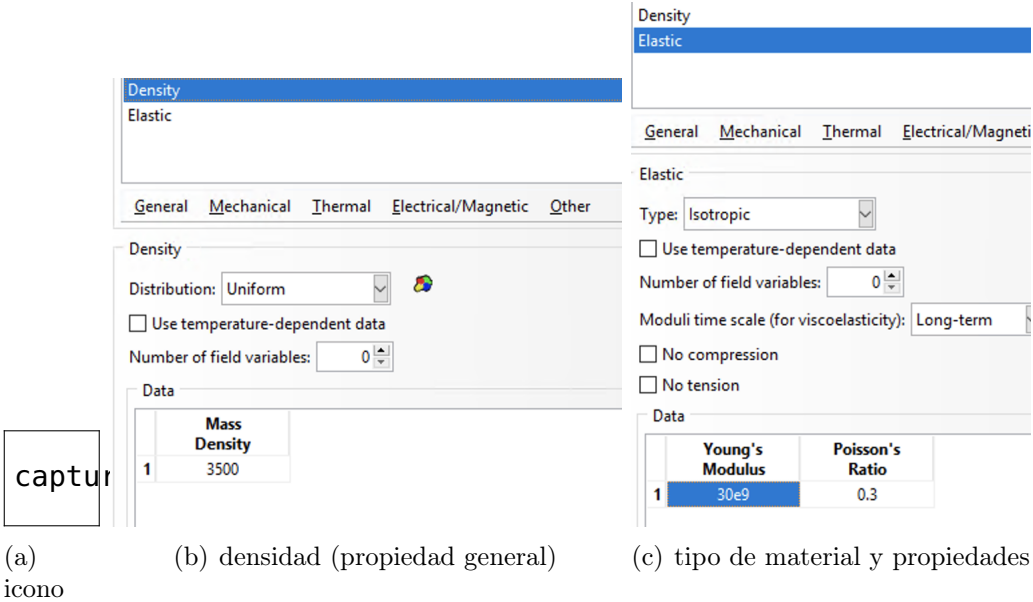 captur
(a)
icono
Density
Elastic
General Mechanical Thermal Electrical/Magnetic Other
Density
Distribution: Uniform
Use temperature-dependent data
Number of field variables: 0
Data
Mass
Density
1 3500
(b) densidad (propiedad general)
Density
Elastic
General Mechanical Thermal Electrical/Magneti
Elastic
Type: Isotropic
Use temperature-dependent data
Number of field variables: 0
Moduli time scale (for viscoelasticity): Long-term
No compression
No tension
Data
Young's Poisson's
Modulus Ratio
1 30e9 0.3
(c) tipo de material y propiedades